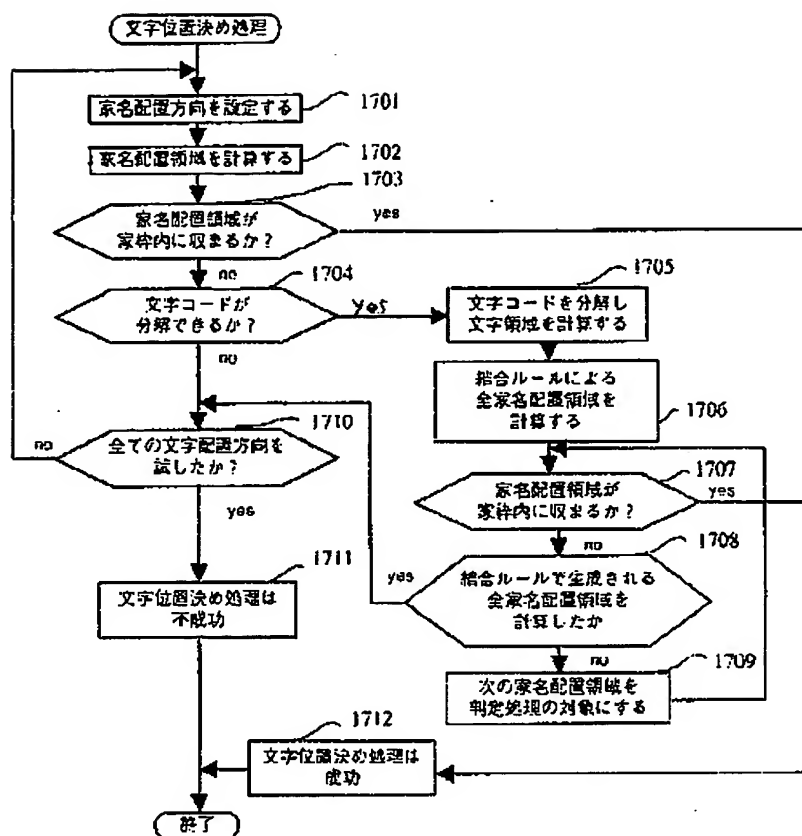 文字位置決め処理
家名配置方向を設定する
1701
家名配置領域を計算する
1702
1703
家名配置領域が
家枠内に収まるか？
yes
no
1704
文字コードが
分解できるか？
yes
no
1705
文字コードを分解し
文字領域を計算する
結合ルールによる
全家名配置領域を
計算する
1706
1707
家名配置領域が
家枠内に収まるか？
yes
no
1708
結合ルールで生成される
全家名配置領域を
計算したか
yes
no
1709
次の家名配置領域を
判定処理の対象にする
1710
全ての文字配置方向を
試したか？
no
yes
1711
文字位置決め処理は
不成功
1712
文字位置決め処理は
成功
終了